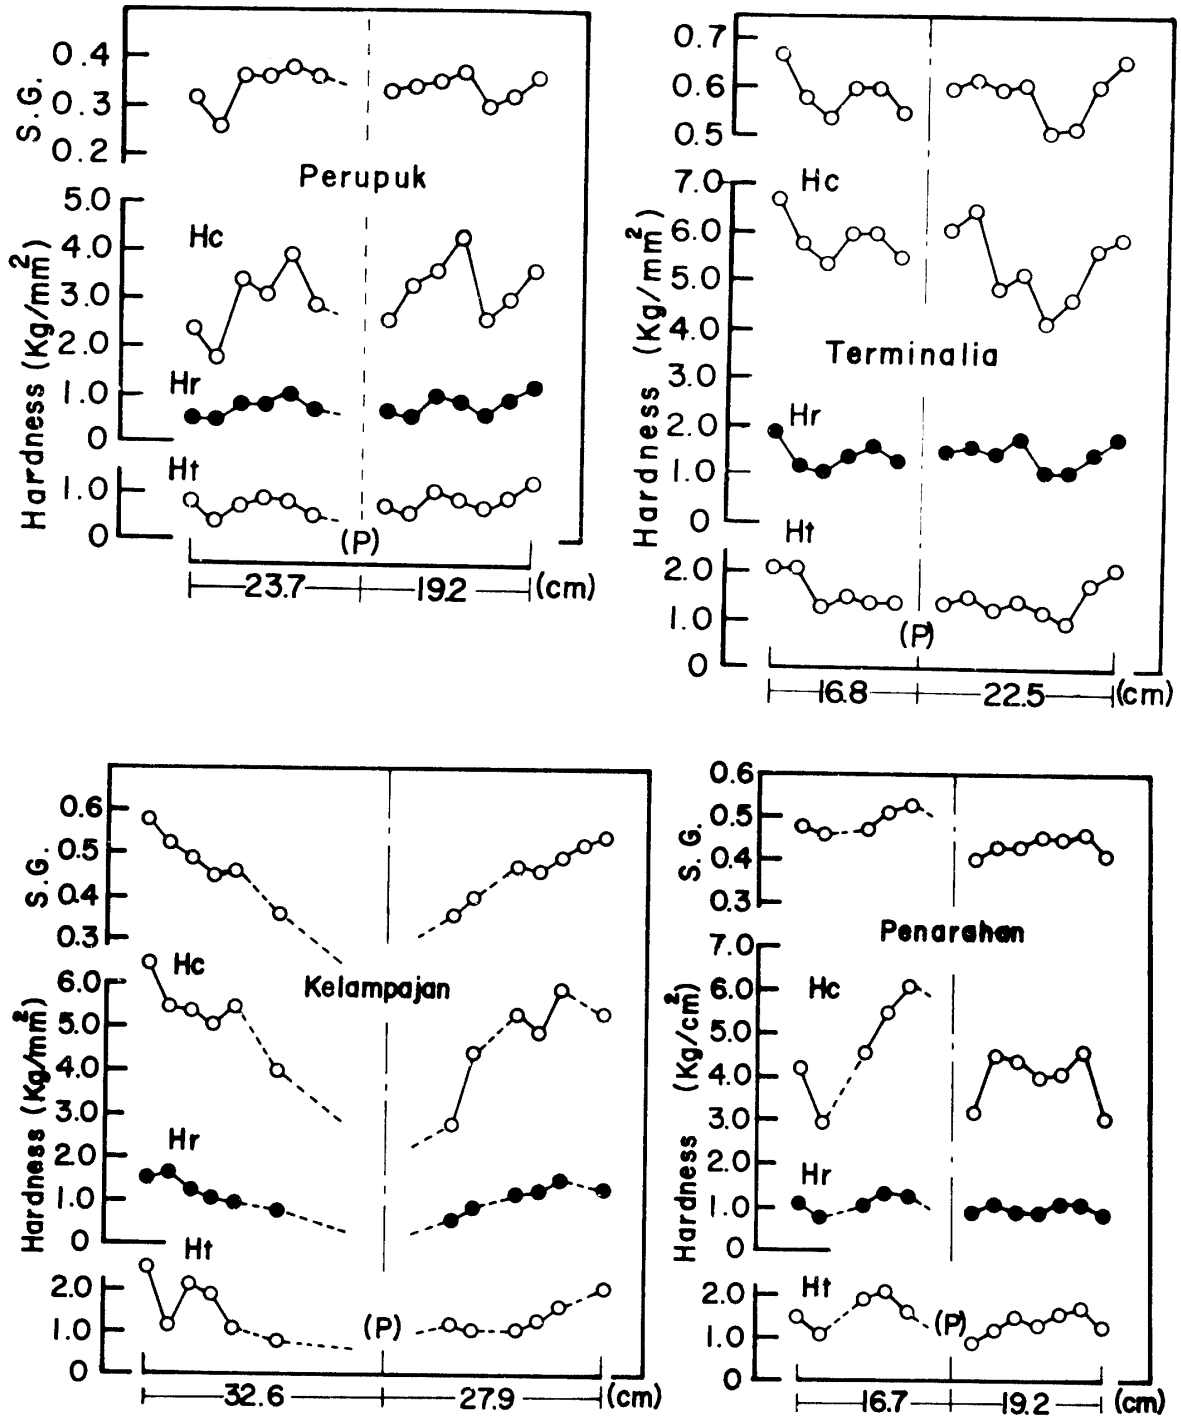 S.G.
0.4
0.3
0.2
Perupuk
Hardness (Kg/mm²)
5.0
4.0
3.0
2.0
1.0
0
Hc
Hr
Ht
1.0
0
(P)
23.7
19.2
(cm)
0.7
0.6
0.5
Hardness (Kg/mm²)
7.0
6.0
5.0
4.0
3.0
2.0
1.0
0
Hc
Terminalia
Hr
Ht
2.0
1.0
0
(P)
16.8
22.5
(cm)
S.G.
0.6
0.5
0.4
0.3
Hc
Kelampajan
Hardness (Kg/mm²)
6.0
5.0
4.0
3.0
2.0
1.0
0
Hr
Ht
2.0
1.0
0
(P)
32.6
27.9
(cm)
S.G.
0.6
0.5
0.4
0.3
Penarahan
Hardness (Kg/cm²)
7.0
6.0
5.0
4.0
3.0
2.0
1.0
0
Hc
Hr
Ht
2.0
1.0
0
(P)
16.7
19.2
(cm)